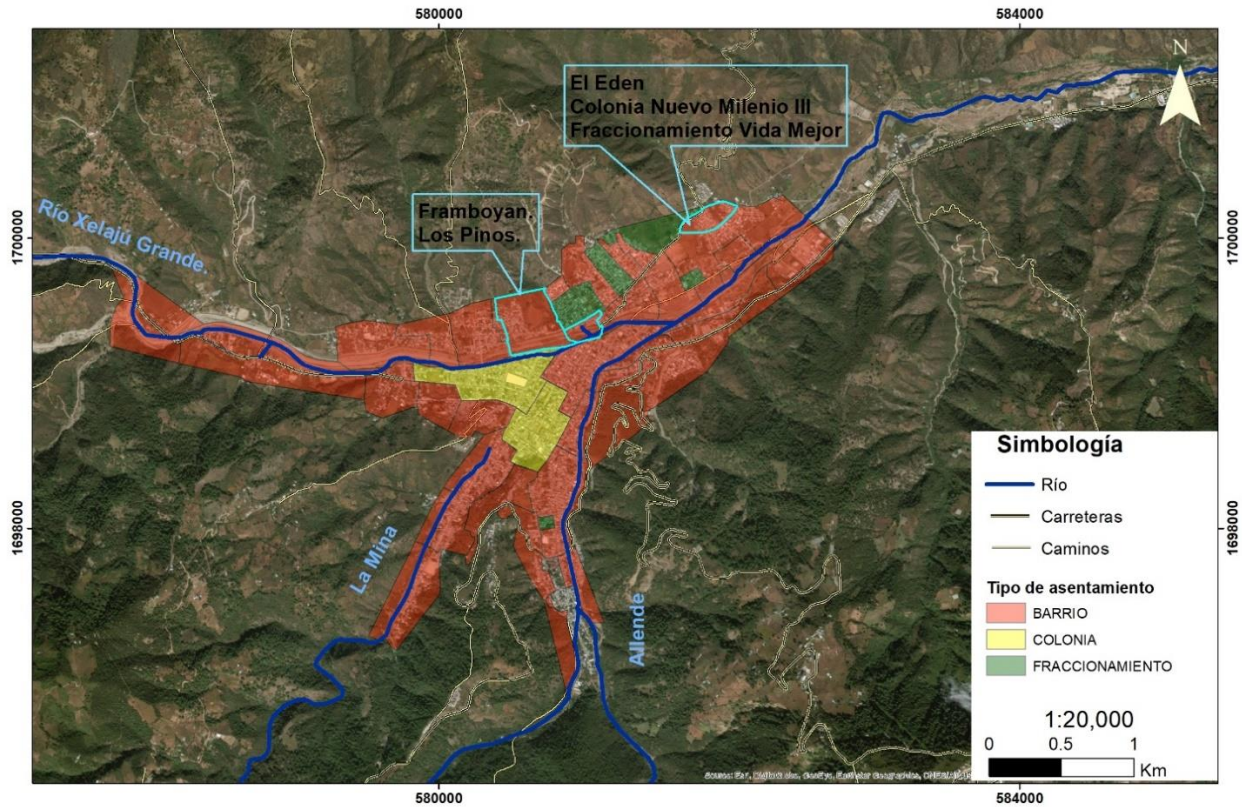 580000
584000
El Eden
Colonia Nuevo Milenio III
Fraccionamiento Vida Mejor
N
Framboyan,
Los Pinos.
Río Xelajú Grande.
1700000
1700000
1698000
1698000
La Mina
Allende
Simbología
Río
Carreteras
Caminos
Tipo de asentamiento
BARRIO
COLONIA
FRACCIONAMIENTO
1:20,000
0 0.5 1
Km
580000
584000